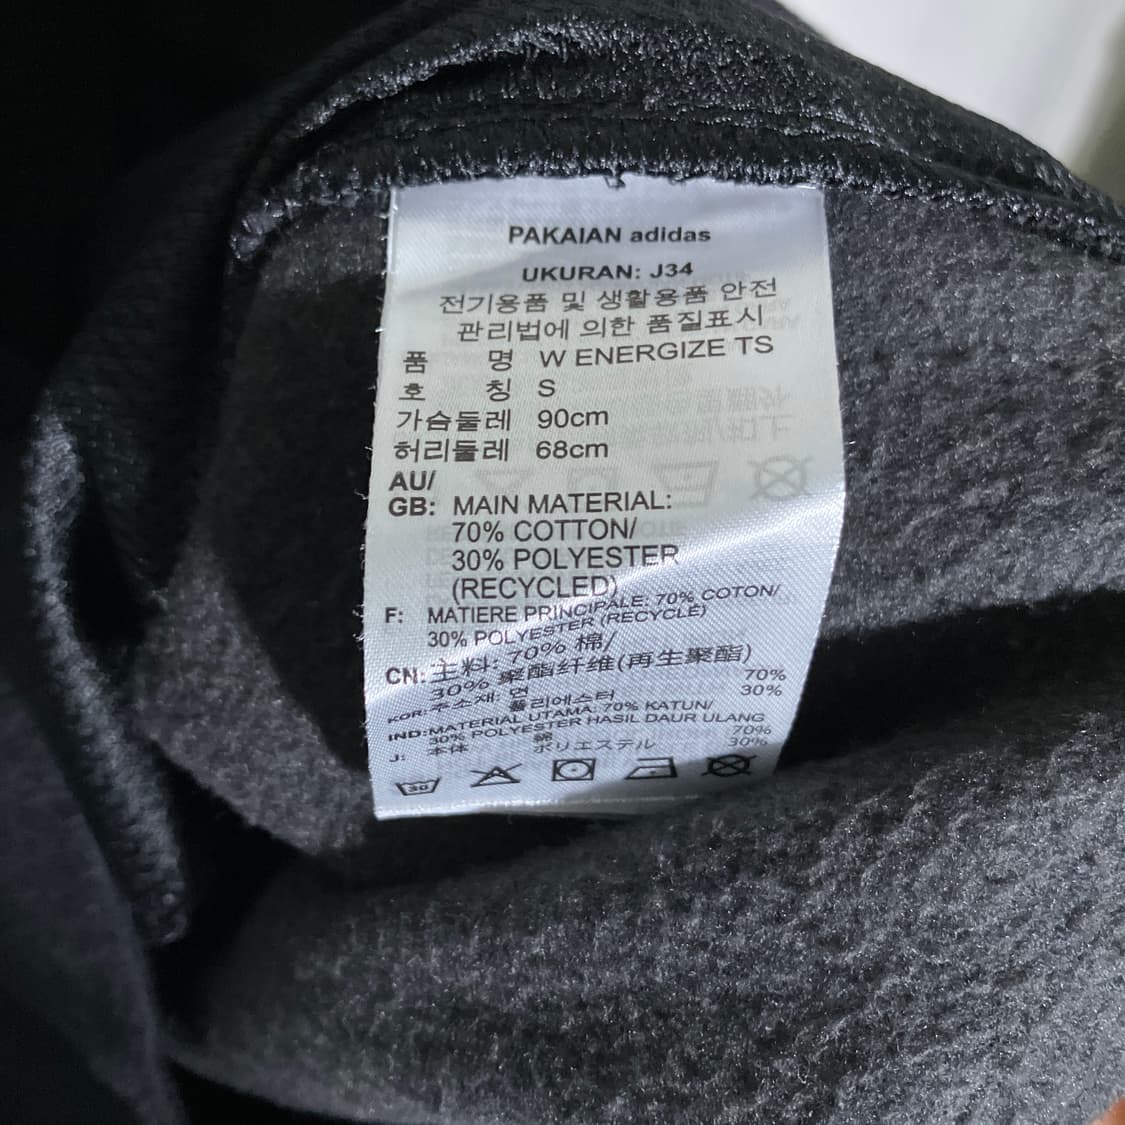 PAKAIAN adidas
UKURAN: J34
전기용품 및 생활용품 안전
관리법에 의한 품질표시
품 명 W ENERGIZE TS
호 칭 S
가슴둘레 90cm
허리둘레 68cm
AU/
GB: MAIN MATERIAL:
70% COTTON/
30% POLYESTER
(RECYCLED)
F: MATIERE PRINCIPALE: 70% COTON/
30% POLYESTER (RECYCLE)
CN: 主料: 70% 棉/
30% 聚酯纤维(再生聚酯)
KOR: 주소재: 면 70%
폴리에스터 30%
IND: MATERIAL UTAMA: 70% KATUN/
30% POLYESTER HASIL DAUR ULANG
J: 本体 綿 70%
ポリエステル 30%
30